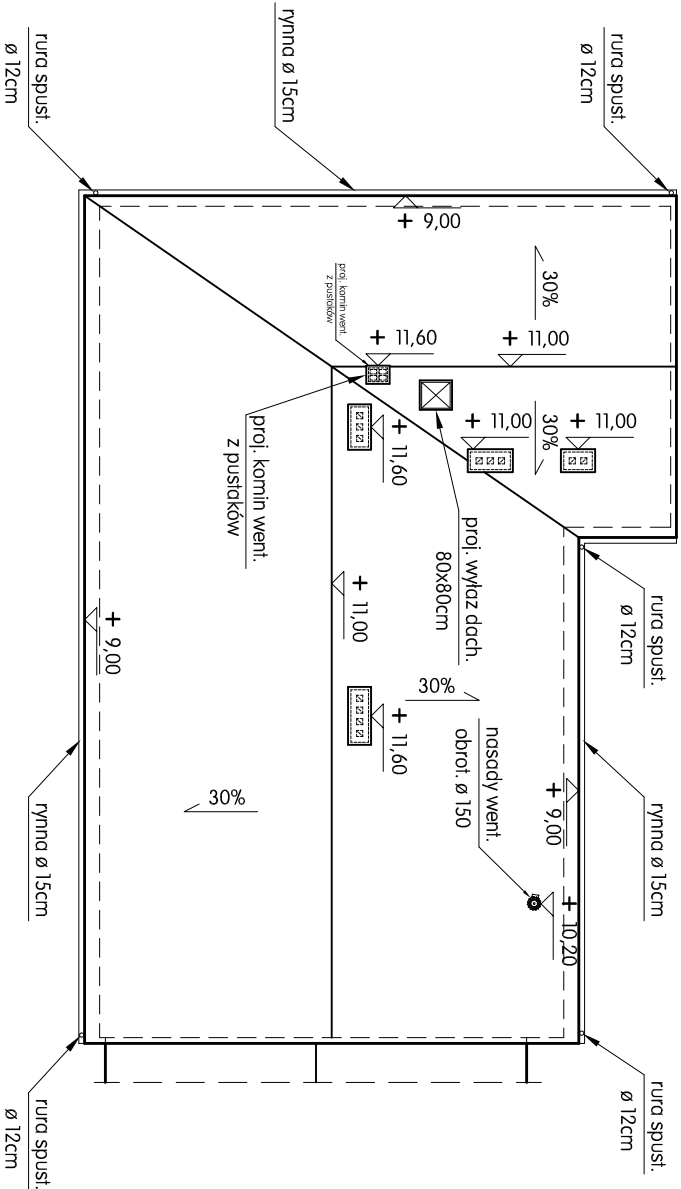 rura spust.
ø 12cm
rynna ø 15cm
rura spust.
ø 12cm
+ 9,00
30%
proj. komin went.
z pustaków
+ 11,60
+ 11,00
+ 11,00
30%
+ 11,00
+ 11,60
proj. komin went.
z pustaków
proj. wyłaz dach.
80x80cm
rura spust.
ø 12cm
+ 11,00
+ 9,00
30%
+ 11,60
nasady went.
obrot. ø 150
+ 9,00
rynna ø 15cm
30%
+ 10,20
rynna ø 15cm
rura spust.
ø 12cm
rura spust.
ø 12cm